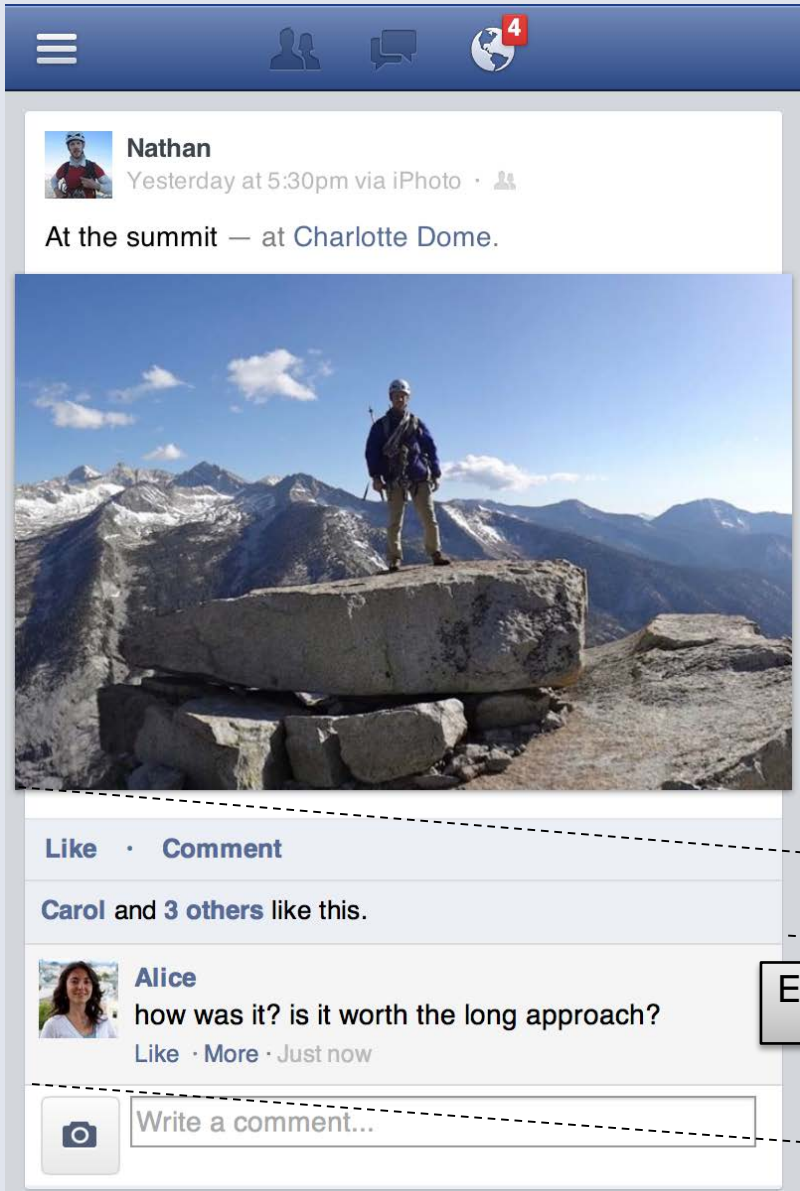 4
Nathan
Yesterday at 5:30pm via iPhoto ·
At the summit — at Charlotte Dome.
Like · Comment
Carol and 3 others like this.
Alice
how was it? is it worth the long approach?
Like · More · Just now
E
Write a comment...